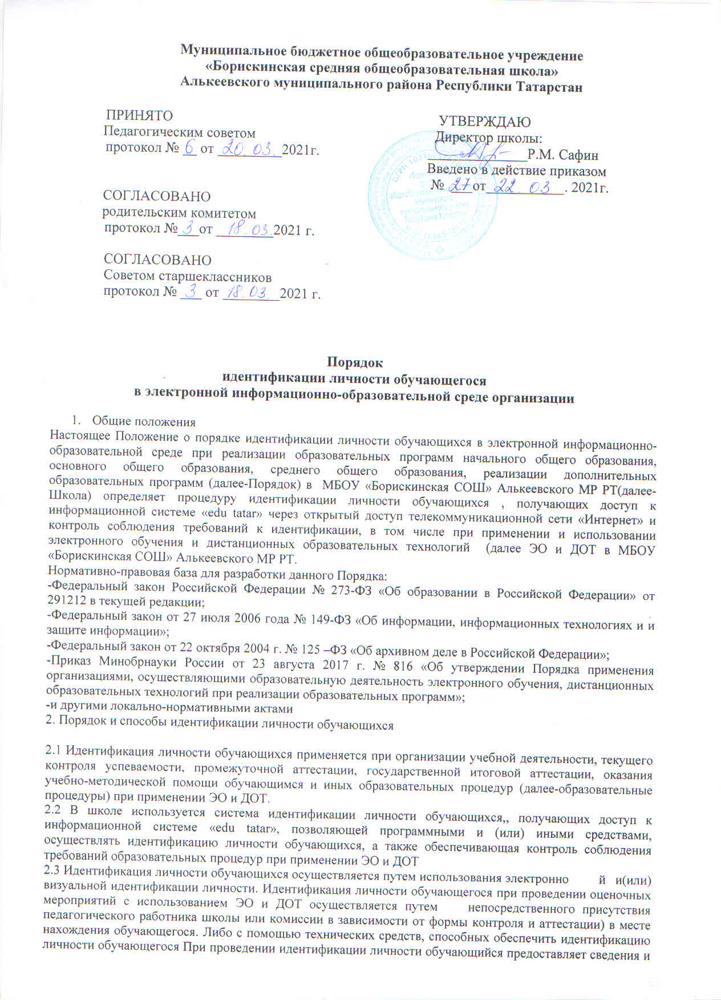 Муниципальное бюджетное общеобразовательное учреждение
«Борискинская средняя общеобразовательная школа»
Алькеевского муниципального района Республики Татарстан
ПРИНЯТО
Педагогическим советом
протокол № 6 от 20.03.2021г.
УТВЕРЖДАЮ
Директор школы:
Р.М. Сафин
Введено в действие приказом
№ 27 от 22.03. 2021г.
СОГЛАСОВАНО
родительским комитетом
протокол № 3 от 18.03.2021 г.
СОГЛАСОВАНО
Советом старшеклассников
протокол № 3 от 18.03.2021 г.
Порядок
идентификации личности обучающегося
в электронной информационно-образовательной среде организации
1. Общие положения
Настоящее Положение о порядке идентификации личности обучающихся в электронной информационно-
образовательной среде при реализации образовательных программ начального общего образования,
основного общего образования, среднего общего образования, реализации дополнительных
образовательных программ (далее-Порядок) в МБОУ «Борискинская СОШ» Алькеевского МР РТ(далее-
Школа) определяет процедуру идентификации личности обучающихся , получающих доступ к
информационной системе «edu tatar» через открытый доступ телекоммуникационной сети «Интернет» и
контроль соблюдения требований к идентификации, в том числе при применении и использовании
электронного обучения и дистанционных образовательных технологий (далее ЭО и ДОТ в МБОУ
«Борискинская СОШ» Алькеевского МР РТ.
Нормативно-правовая база для разработки данного Порядка:
-Федеральный закон Российской Федерации № 273-ФЗ «Об образовании в Российской Федерации» от
291212 в текущей редакции;
-Федеральный закон от 27 июля 2006 года № 149-ФЗ «Об информации, информационных технологиях и и
защите информации»;
-Федеральный закон от 22 октября 2004 г. № 125 –ФЗ «Об архивном деле в Российской Федерации»;
-Приказ Минобрнауки России от 23 августа 2017 г. № 816 «Об утверждении Порядка применения
организациями, осуществляющими образовательную деятельность электронного обучения, дистанционных
образовательных технологий при реализации образовательных программ»;
-и другими локально-нормативными актами
2. Порядок и способы идентификации личности обучающихся
2.1 Идентификация личности обучающихся применяется при организации учебной деятельности, текущего
контроля успеваемости, промежуточной аттестации, государственной итоговой аттестации, оказания
учебно-методической помощи обучающимся и иных образовательных процедур (далее-образовательные
процедуры) при применении ЭО и ДОТ.
2.2 В школе используется система идентификации личности обучающихся,, получающих доступ к
информационной системе «edu tatar», позволяющей программными и (или) иными средствами,
осуществлять идентификацию личности обучающихся, а также обеспечивающая контроль соблюдения
требований образовательных процедур при применении ЭО и ДОТ
2.3 Идентификация личности обучающихся осуществляется путем использования электронно й и(или)
визуальной идентификации личности. Идентификация личности обучающегося при проведении оценочных
мероприятий с использованием ЭО и ДОТ осуществляется путем непосредственного присутствия
педагогического работника школы или комиссии в зависимости от формы контроля и аттестации) в месте
нахождения обучающегося. Либо с помощью технических средств, способных обеспечить идентификацию
личности обучающегося При проведении идентификации личности обучающийся предоставляет сведения и